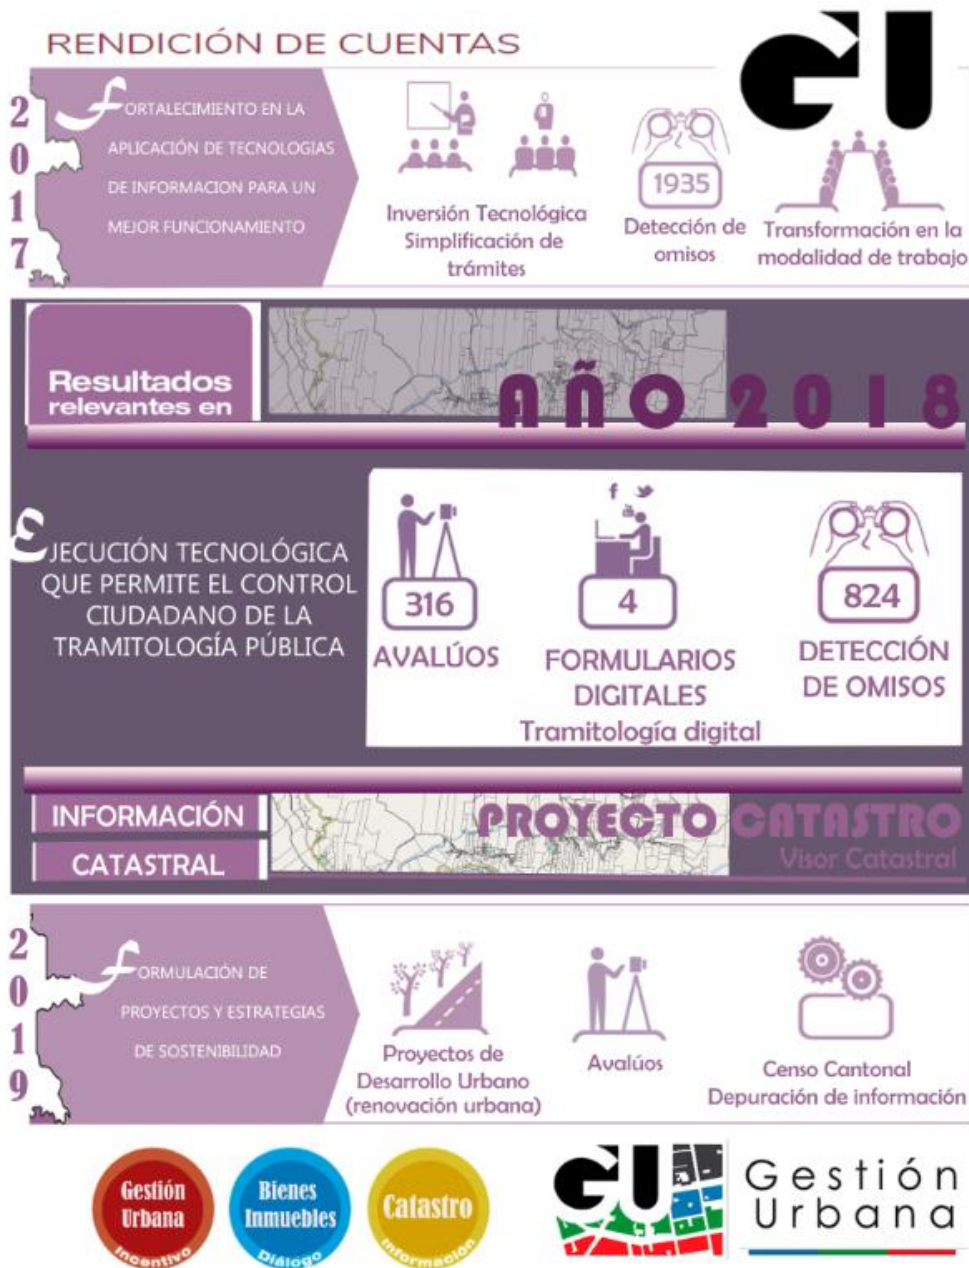 RENDICIÓN DE CUENTAS
GU
2017
fORTALECIMIENTO EN LA
APLICACIÓN DE TECNOLOGIAS
DE INFORMACION PARA UN
MEJOR FUNCIONAMIENTO
Inversión Tecnológica
Simplificación de
trámites
1935
Detección de
omisos
Transformación en la
modalidad de trabajo
Resultados
relevantes en
AÑO 2018
EJECUCIÓN TECNOLÓGICA
QUE PERMITE EL CONTROL
CIUDADANO DE LA
TRAMITOLOGÍA PÚBLICA
316
AVALÚOS
f
4
FORMULARIOS
DIGITALES
Tramitología digital
824
DETECCIÓN
DE OMISOS
INFORMACIÓN
CATASTRAL
PROYECTO CATASTRO
Visor Catastral
2019
fORMULACIÓN DE
PROYECTOS Y ESTRATEGIAS
DE SOSTENIBILIDAD
Proyectos de
Desarrollo Urbano
(renovación urbana)
Avalúos
Censo Cantonal
Depuración de información
Gestión
Urbana
Incentivo
Bienes
Inmuebles
Diálogo
Catastro
Información
GU
Gestión
Urbana